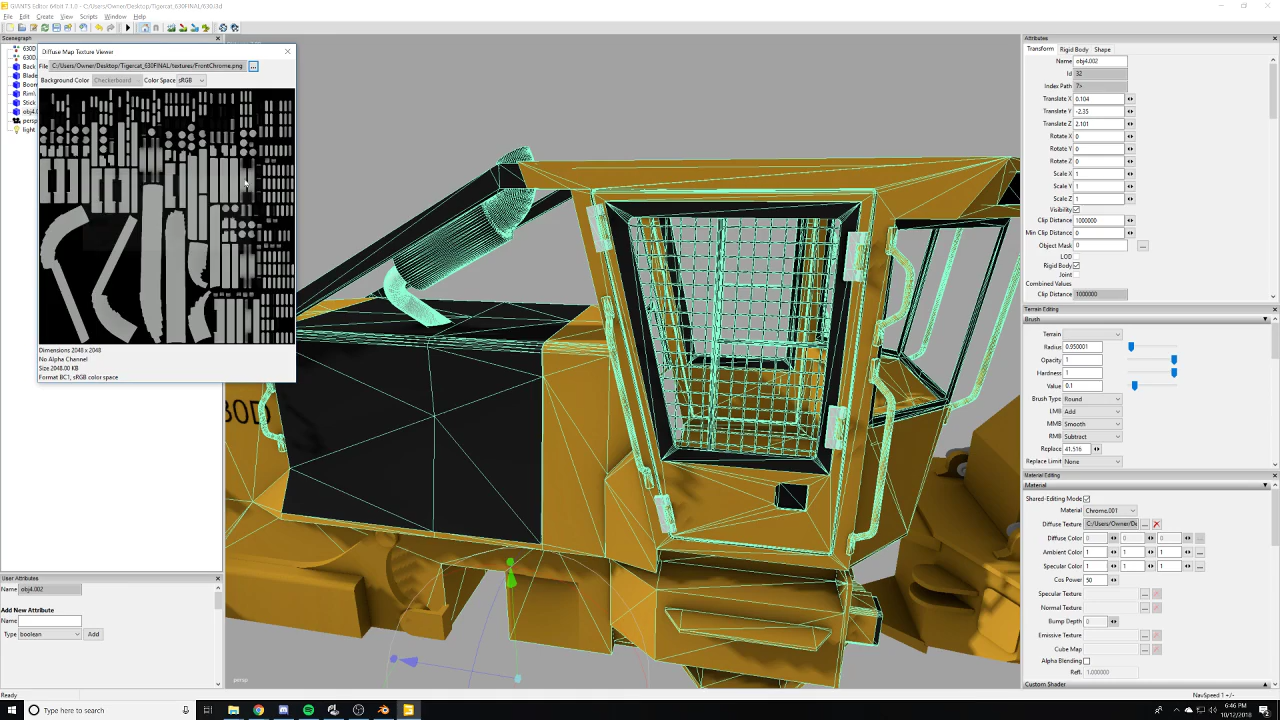 GIANTS Editor 64bit 7.1.0 - C:/Users/Owner/Desktop/Tigercat_630FINAL/630.i3d
File Edit Create View Scripts Window Help
Scenegraph
630D
630D
Back
Blade
Boom
Rim\
Stick
obj4.0
persp
light
Diffuse Map Texture Viewer
File C:/Users/Owner/Desktop/Tigercat_630FINAL/textures/FrontChrome.png ...
Background Color Checkerboard Color Space sRGB
Dimensions 2048 x 2048
No Alpha Channel
Size 2048.00 KB
Format BC1, sRGB color space
User Attributes
Name obj4.002
Add New Attribute
Name
Type boolean Add
Ready
persp
Attributes
Transform Rigid Body Shape
Name obj4.002
Id 32
Index Path 7>
Translate X 0.104
Translate Y -2.35
Translate Z 2.101
Rotate X 0
Rotate Y 0
Rotate Z 0
Scale X 1
Scale Y 1
Scale Z 1
Visibility
Clip Distance 1000000
Min Clip Distance 0
Object Mask 0 ...
LOD
Rigid Body
Joint
Combined Values
Clip Distance 1000000
Terrain Editing
Brush
Terrain
Radius 0.950001
Opacity 1
Hardness 1
Value 0.1
Brush Type Round
LMB Add
MMB Smooth
RMB Subtract
Replace 41.516
Replace Limit None
Material Editing
Material
Shared-Editing Mode
Material Chrome.001
Diffuse Texture C:/Users/Owner/De ...
Diffuse Color 0 0 0 ...
Ambient Color 1 1 1 ...
Specular Color 1 1 1 ...
Cos Power 50
Specular Texture ...
Normal Texture ...
Bump Depth 0
Emissive Texture ...
Cube Map ...
Alpha Blending
Refl. 1.000000
Custom Shader
NavSpeed 1 +/-
Type here to search
6:46 PM
10/12/2018